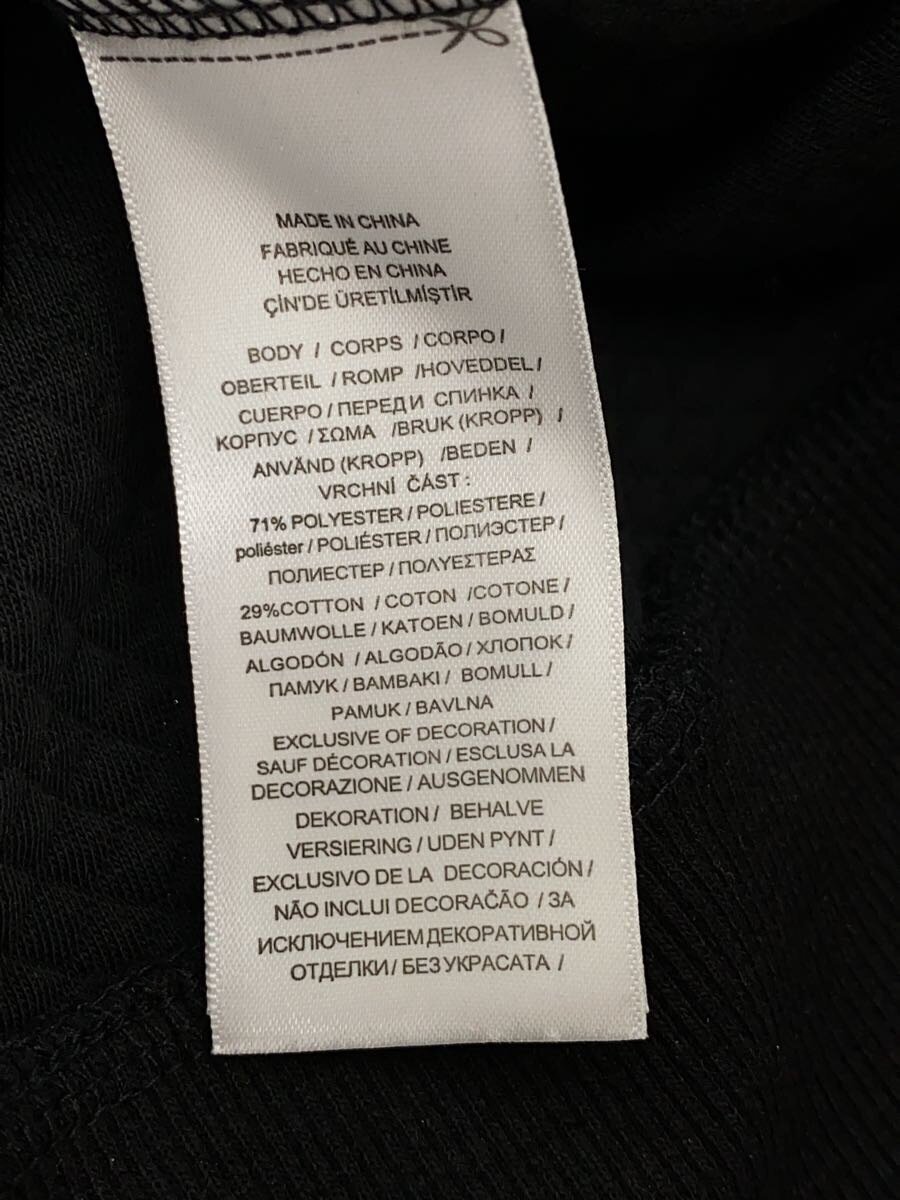 MADE IN CHINA
FABRIQUÉ AU CHINE
HECHO EN CHINA
ÇİN'DE ÜRETİLMİŞTİR
BODY / CORPS / CORPO /
OBERTEIL / ROMP /HOVEDDEL /
CUERPO / ПЕРЕД И СПИНКА /
КОРПУС / ΣΩΜΑ /BRUK (KROPP) /
ANVÄND (KROPP) /BEDEN /
VRCHNÍ ČÁST :
71% POLYESTER / POLIESTERE /
poliéster / POLIÉSTER / ПОЛИЭСТЕР /
ПОЛИЕСТЕР / ΠΟΛΥΕΣΤΕΡΑΣ
29%COTTON / COTON /COTONE /
BAUMWOLLE / KATOEN / BOMULD /
ALGODÓN / ALGODÃO / ХЛОПОК /
ПАМУК / BAMBAKI / BOMULL /
PAMUK / BAVLNA
EXCLUSIVE OF DECORATION /
SAUF DÉCORATION / ESCLUSA LA
DECORAZIONE / AUSGENOMMEN
DEKORATION / BEHALVE
VERSIERING / UDEN PYNT /
EXCLUSIVO DE LA DECORACIÓN /
NÃO INCLUI DECORAČÃO / ЗА
ИСКЛЮЧЕНИЕМ ДЕКОРАТИВНОЙ
ОТДЕЛКИ / БЕЗ УКРАСАТА /